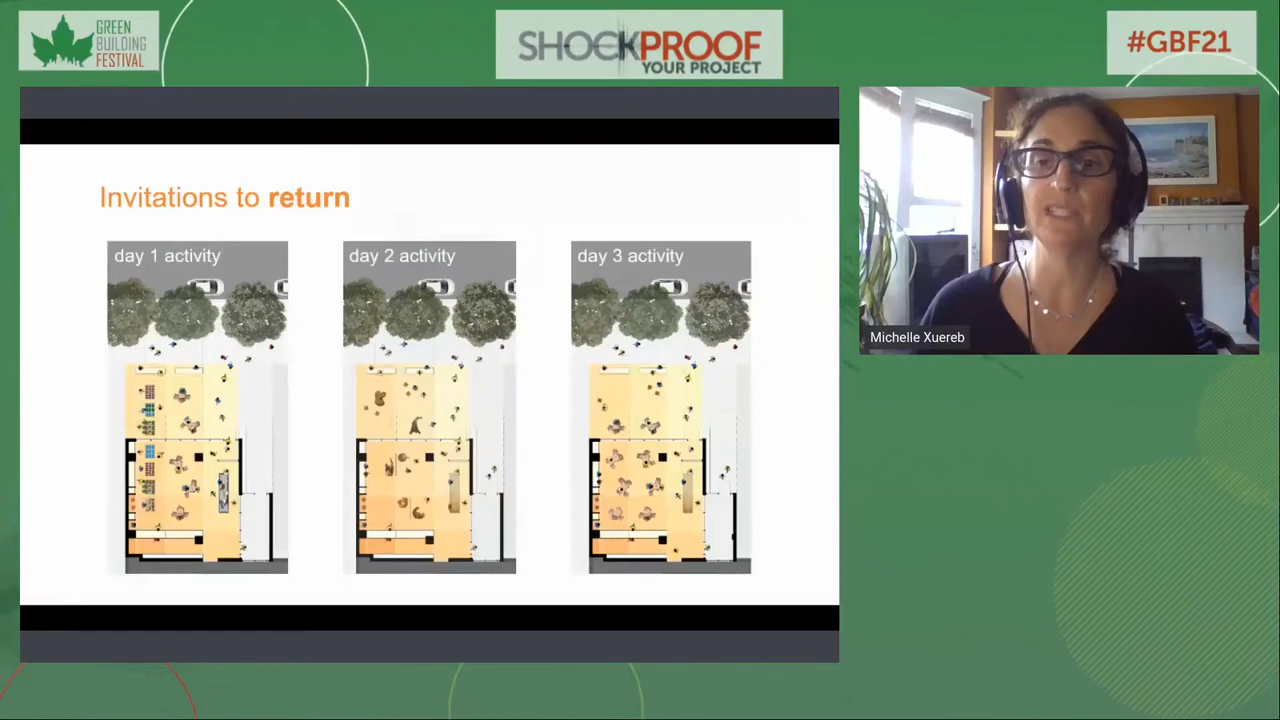 GREEN
BUILDING
FESTIVAL
SHOCKPROOF
YOUR PROJECT
#GBF21
Invitations to return
day 1 activity
day 2 activity
day 3 activity
Michelle Xuereb